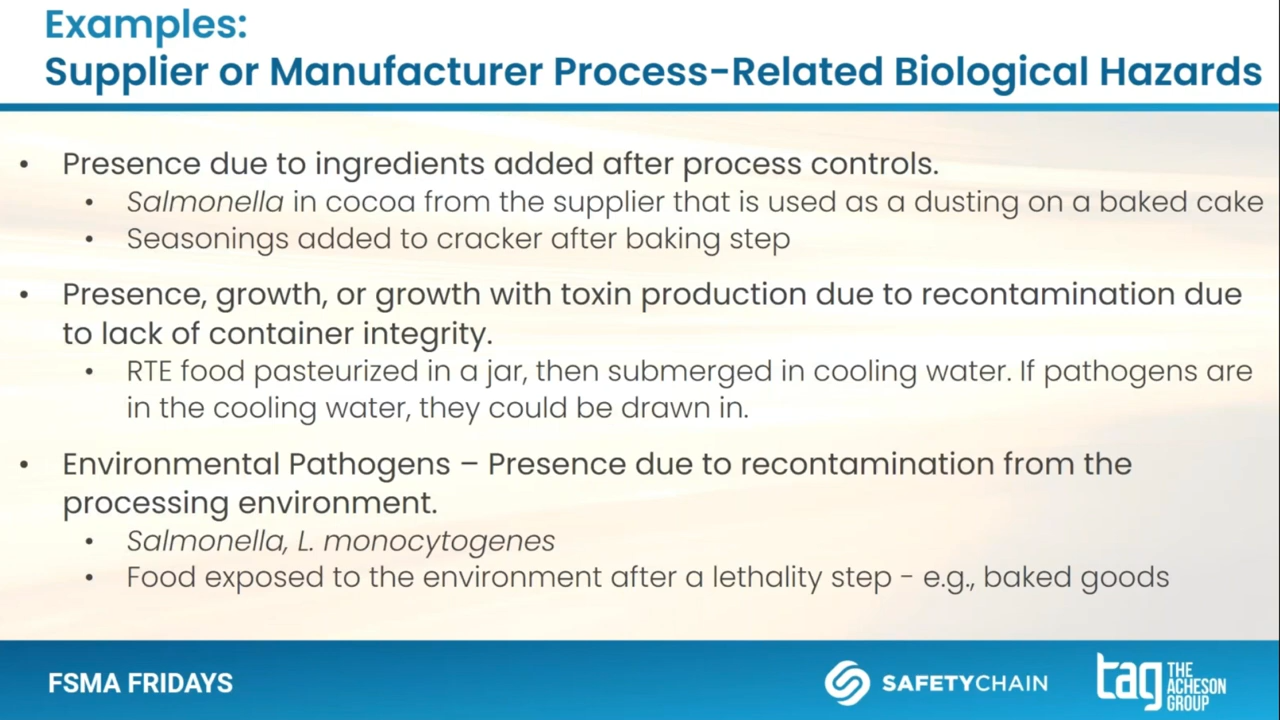 Examples:
Supplier or Manufacturer Process-Related Biological Hazards
• Presence due to ingredients added after process controls.
• Salmonella in cocoa from the supplier that is used as a dusting on a baked cake
• Seasonings added to cracker after baking step
• Presence, growth, or growth with toxin production due to recontamination due
to lack of container integrity.
• RTE food pasteurized in a jar, then submerged in cooling water. If pathogens are
in the cooling water, they could be drawn in.
• Environmental Pathogens – Presence due to recontamination from the
processing environment.
• Salmonella, L. monocytogenes
• Food exposed to the environment after a lethality step - e.g., baked goods
FSMA FRIDAYS
SAFETYCHAIN
tag THE
ACHESON
GROUP